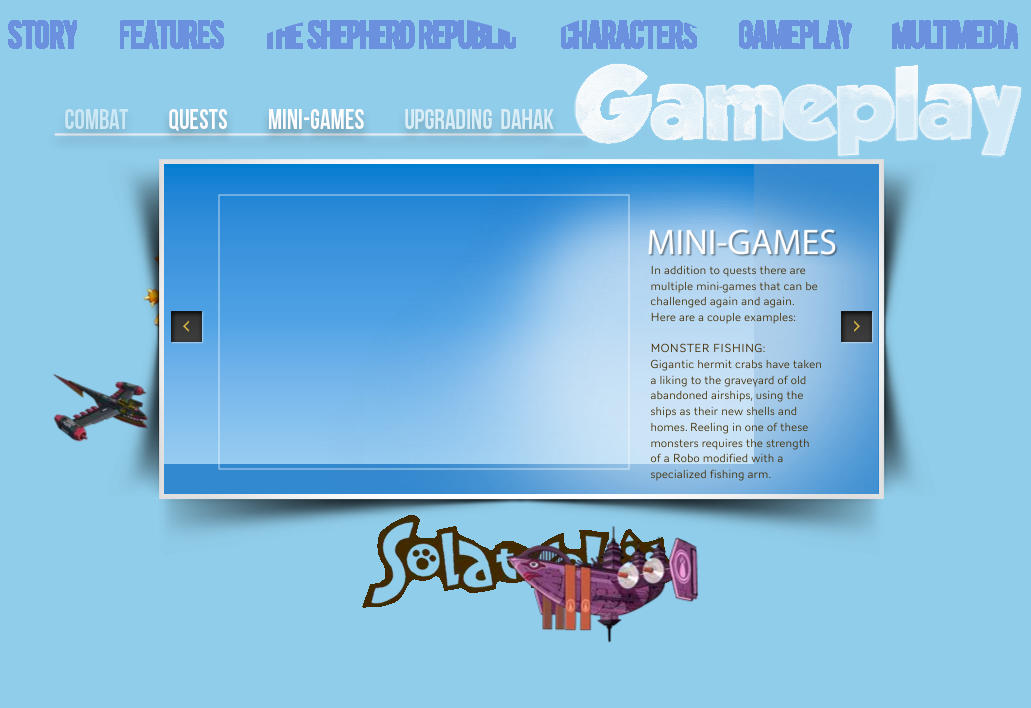 STORY FEATURES THE SHEPHERD REPUBLIC CHARACTERS GAMEPLAY MULTIMEDIA
Gameplay
COMBAT QUESTS MINI-GAMES UPGRADING DAHAK
MINI-GAMES
In addition to quests there are
multiple mini-games that can be
challenged again and again.
Here are a couple examples:
MONSTER FISHING:
Gigantic hermit crabs have taken
a liking to the graveyard of old
abandoned airships, using the
ships as their new shells and
homes. Reeling in one of these
monsters requires the strength
of a Robo modified with a
specialized fishing arm.